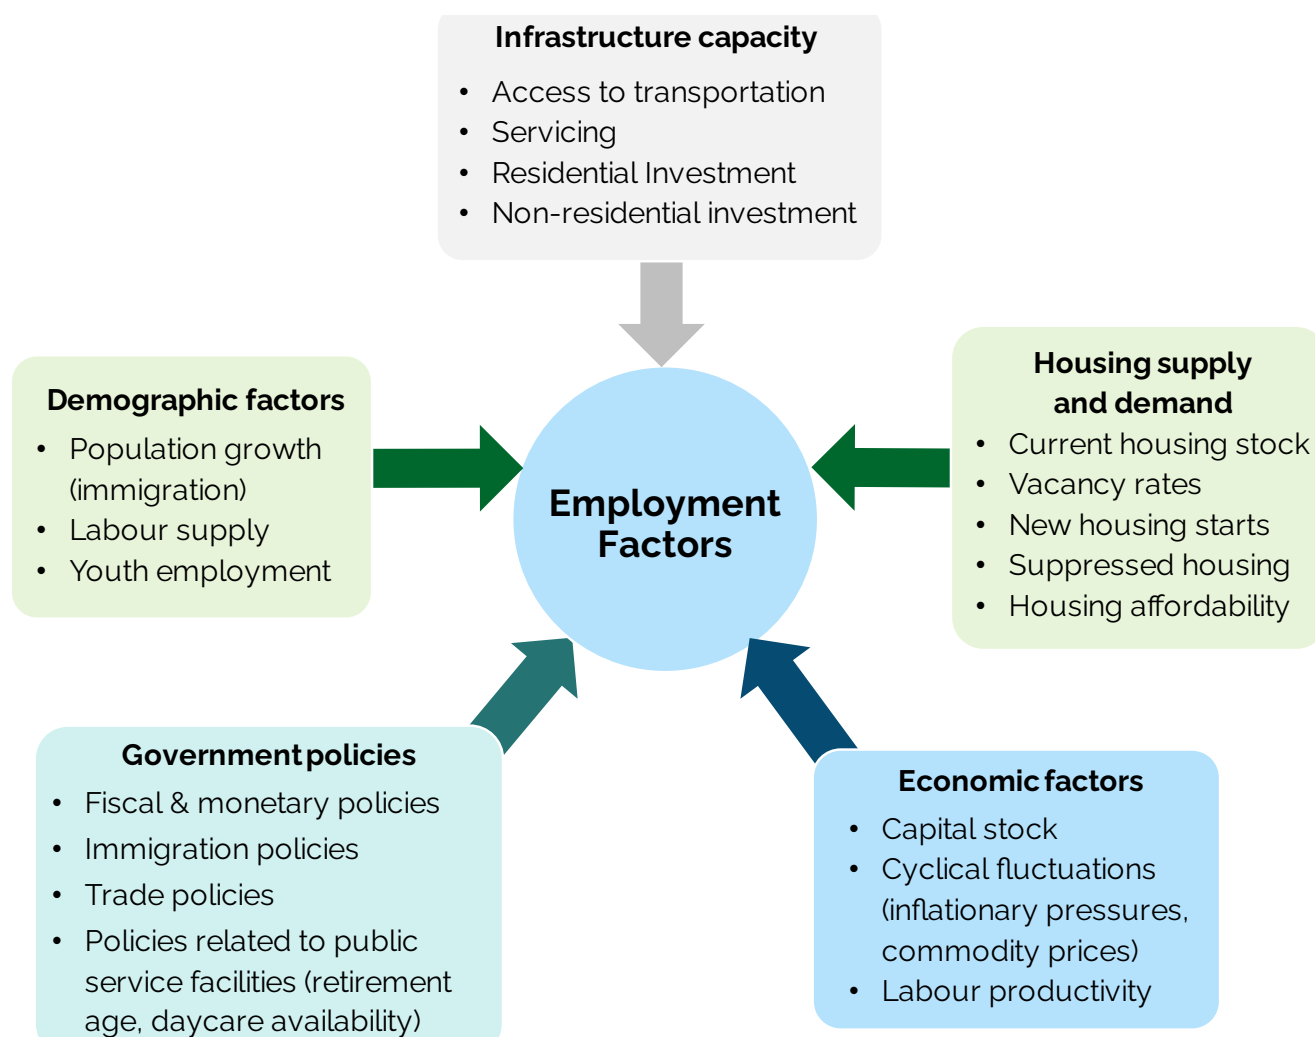 Infrastructure capacity
• Access to transportation
• Servicing
• Residential Investment
• Non-residential investment
Demographic factors
• Population growth
(immigration)
• Labour supply
• Youth employment
Employment
Factors
Housing supply
and demand
• Current housing stock
• Vacancy rates
• New housing starts
• Suppressed housing
• Housing affordability
Government policies
• Fiscal & monetary policies
• Immigration policies
• Trade policies
• Policies related to public
service facilities (retirement
age, daycare availability)
Economic factors
• Capital stock
• Cyclical fluctuations
(inflationary pressures,
commodity prices)
• Labour productivity